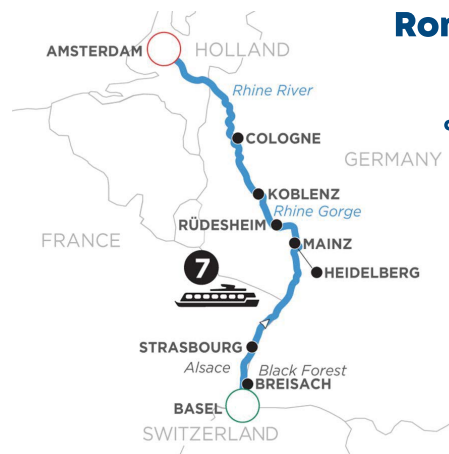 Ron
AMSTERDAM
HOLLAND
Rhine River
COLOGNE
GERMANY
KOBLENZ
Rhine Gorge
RÜDESHEIM
FRANCE
MAINZ
7
HEIDELBERG
STRASBOURG
Alsace
Black Forest
BREISACH
BASEL
SWITZERLAND